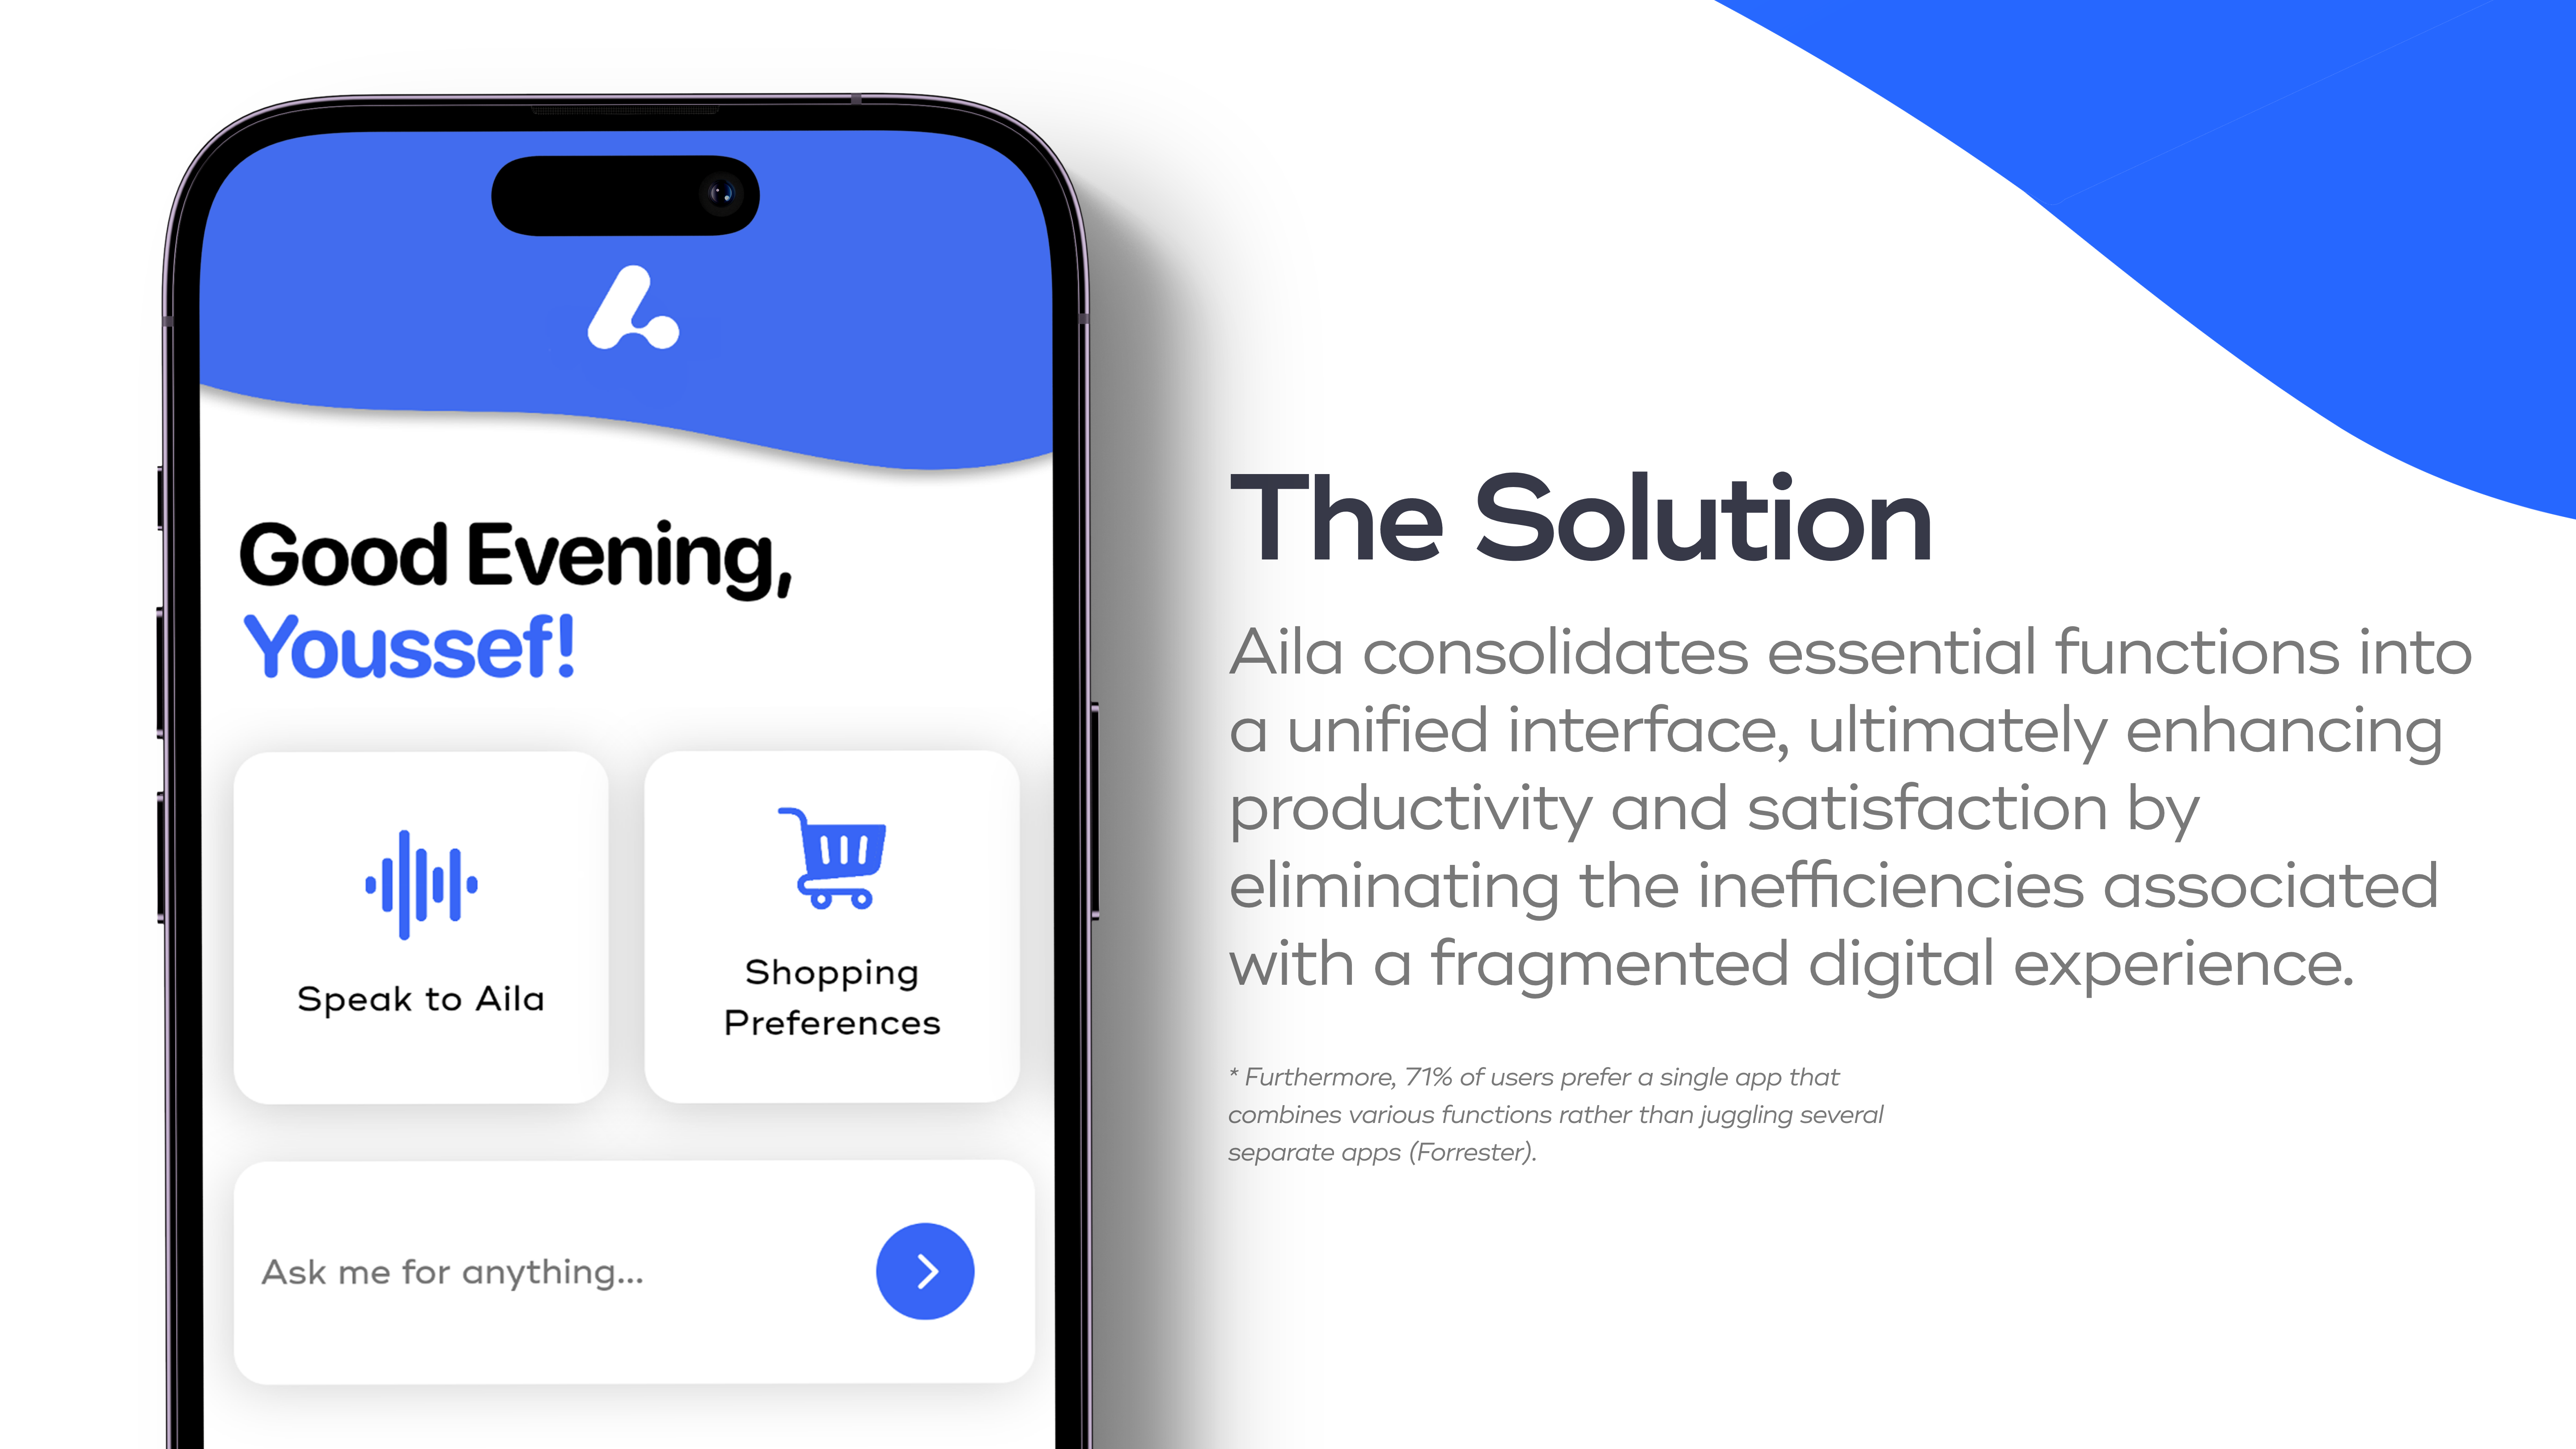 Good Evening,
Youssef!
Speak to Aila
Shopping
Preferences
Ask me for anything...
The Solution
Aila consolidates essential functions into
a unified interface, ultimately enhancing
productivity and satisfaction by
eliminating the inefficiencies associated
with a fragmented digital experience.
* Furthermore, 71% of users prefer a single app that
combines various functions rather than juggling several
separate apps (Forrester).